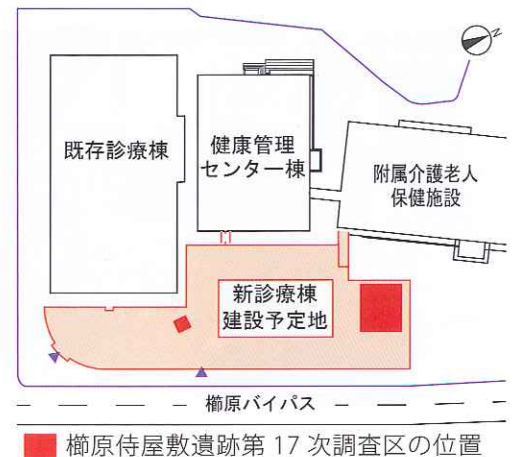 N
既存診療棟
健康管理
センター棟
附属介護老人
保健施設
新診療棟
建設予定地
櫛原バイパス
櫛原侍屋敷遺跡第 17 次調査区の位置